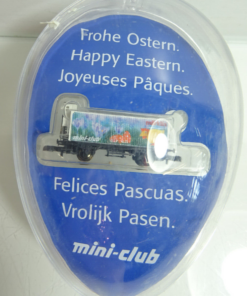 Frohe Ostern.
Happy Eastern.
Joyeuses Pâques.
Felices Pascuas.
Vrolijk Pasen.
mini-club